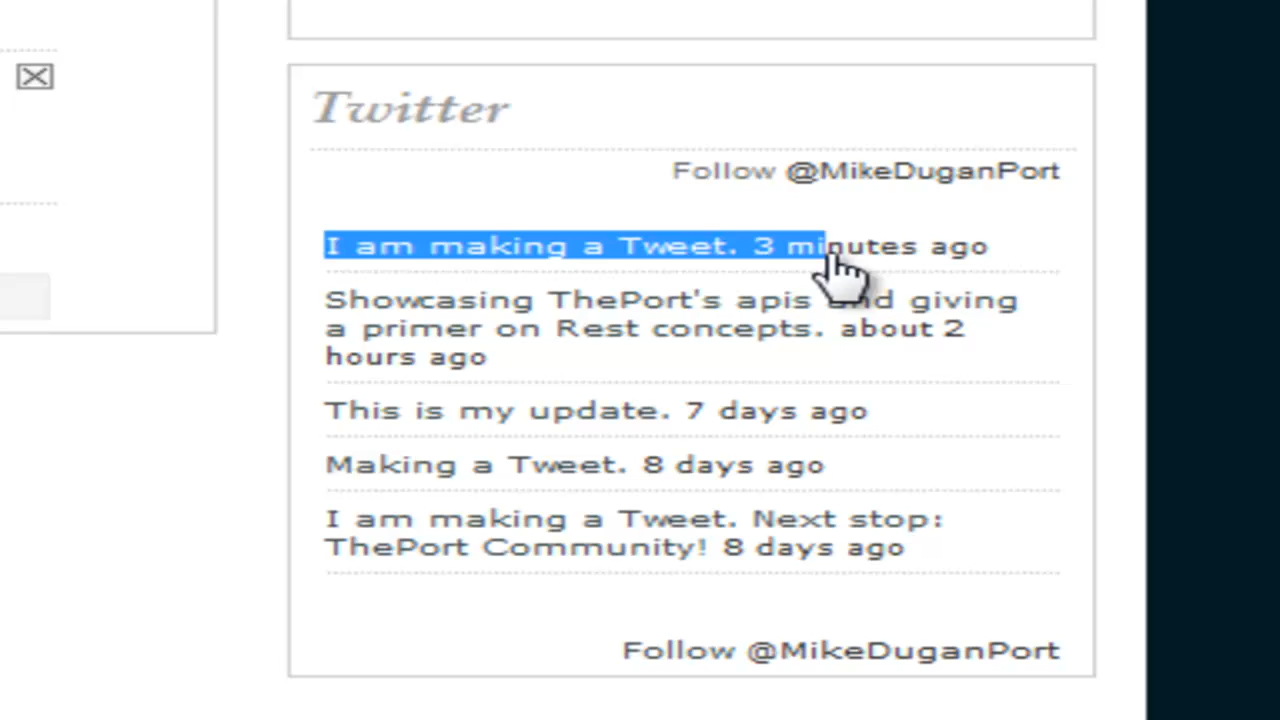 Twitter
Follow @MikeDuganPort
I am making a Tweet. 3 minutes ago
Showcasing ThePort's apis and giving
a primer on Rest concepts. about 2
hours ago
This is my update. 7 days ago
Making a Tweet. 8 days ago
I am making a Tweet. Next stop:
ThePort Community! 8 days ago
Follow @MikeDuganPort